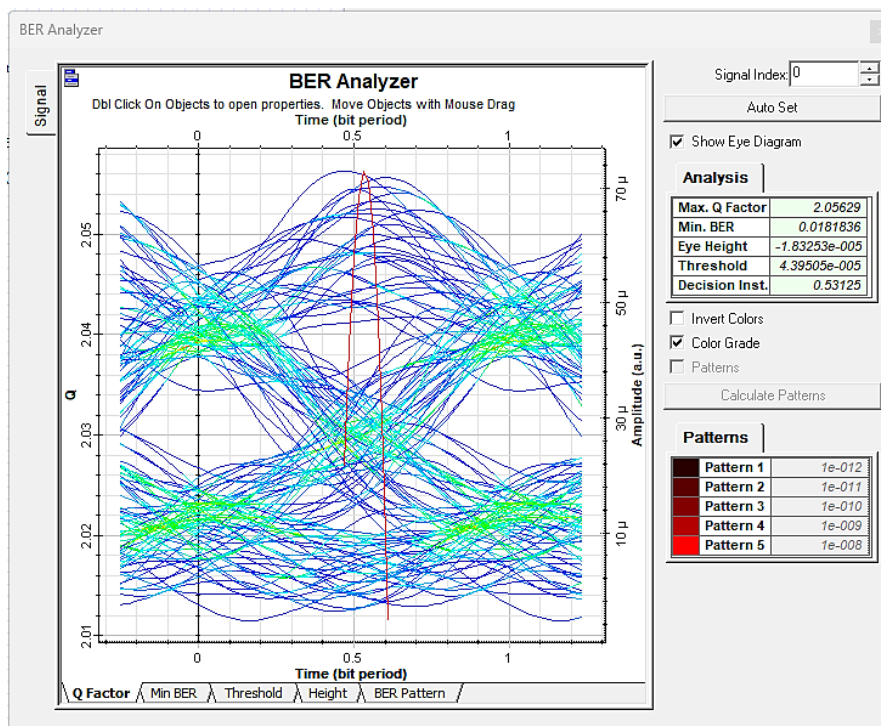 BER Analyzer
Signal
BER Analyzer
Dbl Click On Objects to open properties. Move Objects with Mouse Drag
Time (bit period)
0 0.5 1
Q
2.05
2.04
2.03
2.02
2.01
70 µ
50 µ
30 µ
10 µ
Amplitude (a.u.)
0 0.5 1
Time (bit period)
Q Factor Min BER Threshold Height BER Pattern
Signal Index: 0
Auto Set
Show Eye Diagram
Analysis
Max. Q Factor 2.05629
Min. BER 0.0181836
Eye Height -1.83253e-005
Threshold 4.39505e-005
Decision Inst. 0.53125
Invert Colors
Color Grade
Patterns
Calculate Patterns
Patterns
Pattern 1 1e-012
Pattern 2 1e-011
Pattern 3 1e-010
Pattern 4 1e-009
Pattern 5 1e-008